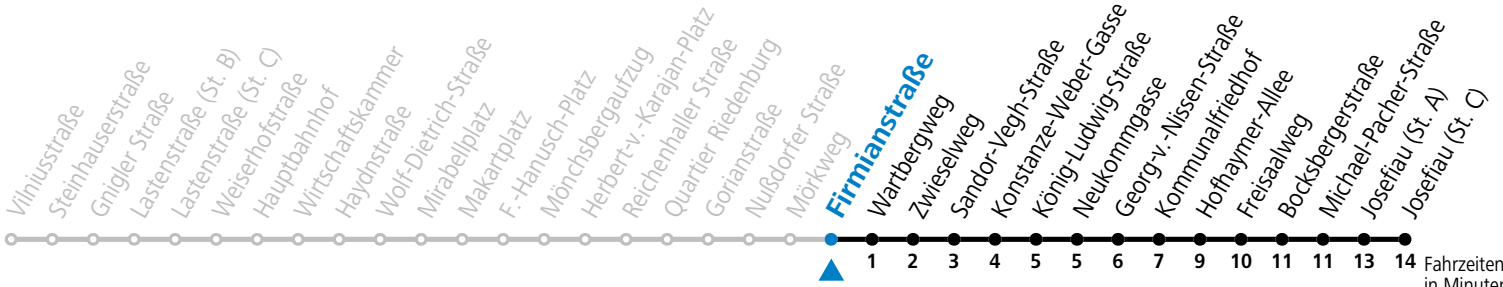 Vilniusstraße
Steinhauserstraße
Gnigler Straße
Lastenstraße (St. B)
Lastenstraße (St. C)
Weiserhofstraße
Hauptbahnhof
Wirtschaftskammer
Haydnstraße
Wolf-Dietrich-Straße
Mirabellplatz
Makartplatz
F.-Hanusch-Platz
Mönchsbergaufzug
Herbert-v.-Karajan-Platz
Reichenhaller Straße
Quartier Riedenburg
Gorianstraße
Nußdorfer Straße
Mörkweg
Firmianstraße
Wartbergweg
Zwieselweg
Sandor-Vegh-Straße
Konstanze-Weber-Gasse
König-Ludwig-Straße
Neukommgasse
Georg-v.-Nissen-Straße
Kommunalfriedhof
Hofhaymer-Allee
Freisaalweg
Bocksbergerstraße
Michael-Pacher-Straße
Josefiau (St. A)
Josefiau (St. C)
1 2 3 4 5 5 6 7 9 10 11 11 13 14 Fahrzeiten
in Minuten